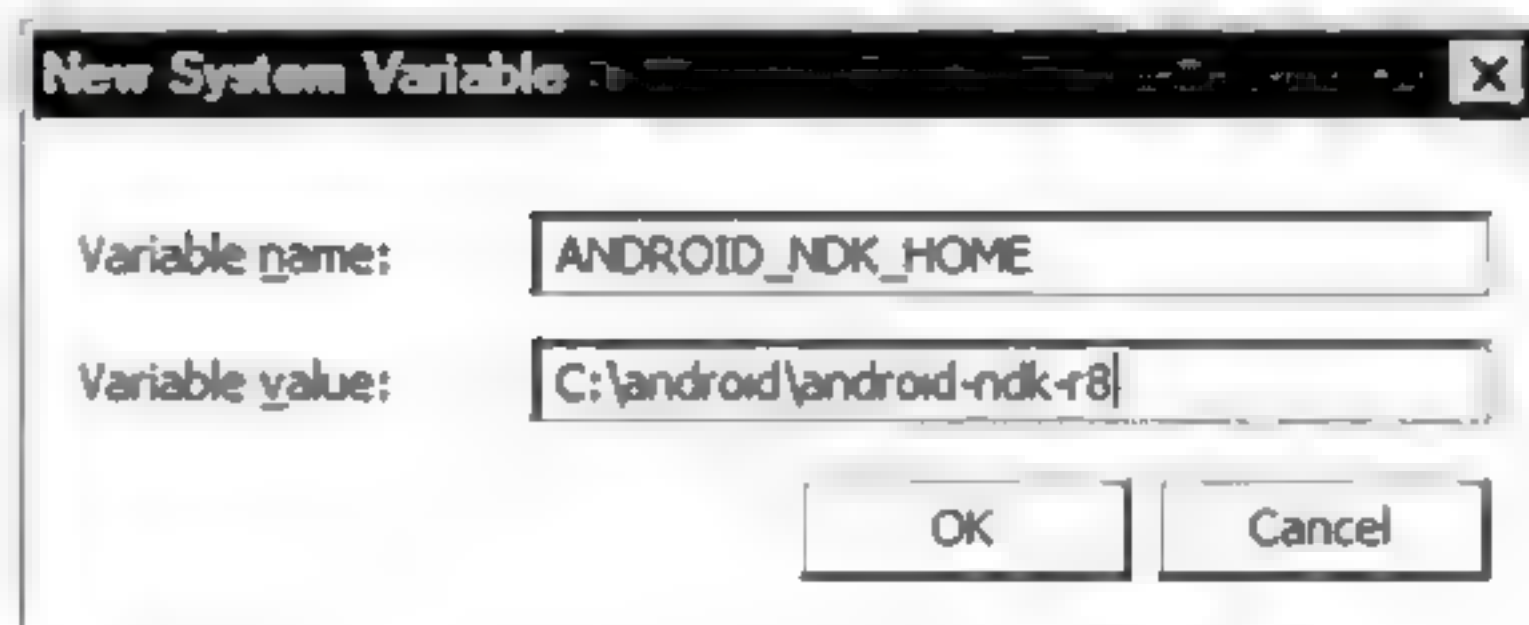 New System Variable
Variable name: ANDROID_NDK_HOME
Variable value: C:\android\android-ndk-r8
OK Cancel